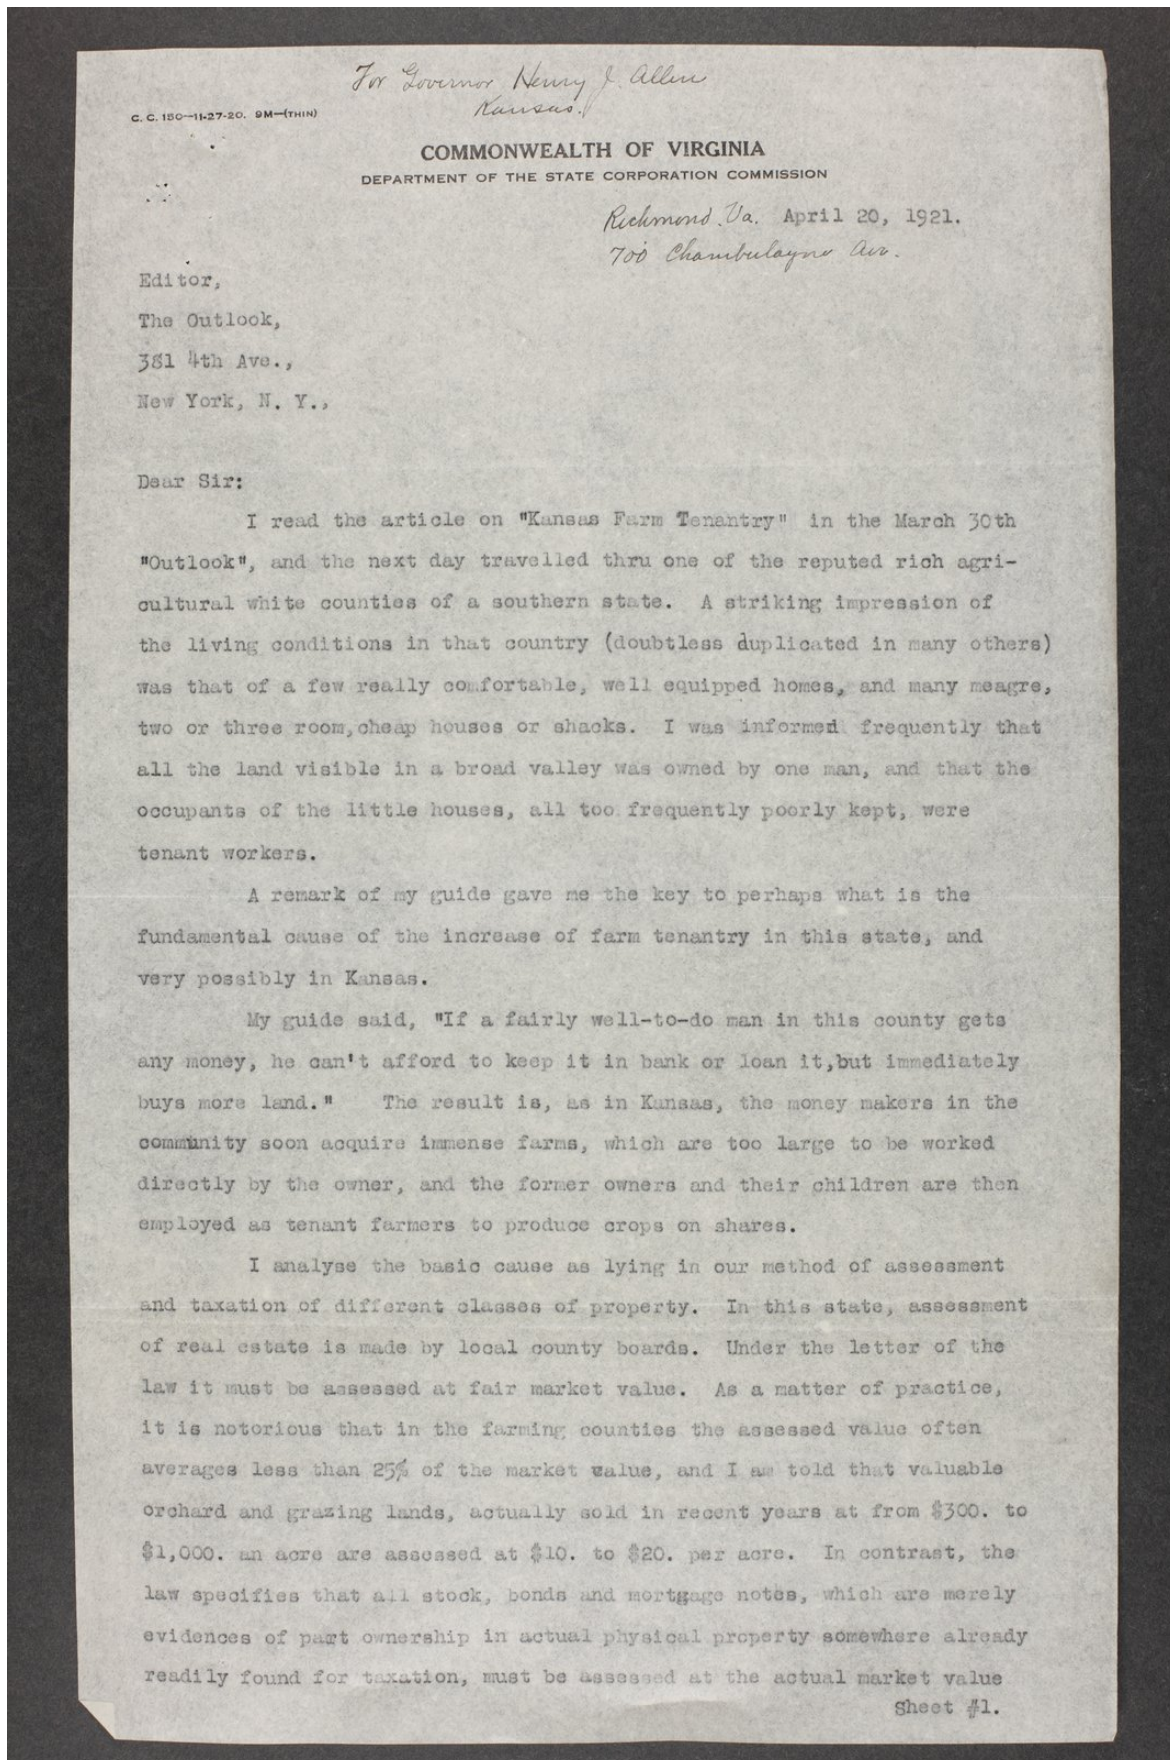 For Governor Henry J. Allen
Kansas.
C. C. 150—11-27-20. 9M—(THIN)
COMMONWEALTH OF VIRGINIA
DEPARTMENT OF THE STATE CORPORATION COMMISSION
Richmond, Va. April 20, 1921.
700 Chamberlayne Ave.
Editor,
The Outlook,
381 4th Ave.,
New York, N. Y.,
Dear Sir:
I read the article on "Kansas Farm Tenantry" in the March 30th
"Outlook", and the next day travelled thru one of the reputed rich agri-
cultural white counties of a southern state. A striking impression of
the living conditions in that country (doubtless duplicated in many others)
was that of a few really comfortable, well equipped homes, and many meagre,
two or three room,cheap houses or shacks. I was informed frequently that
all the land visible in a broad valley was owned by one man, and that the
occupants of the little houses, all too frequently poorly kept, were
tenant workers.
A remark of my guide gave me the key to perhaps what is the
fundamental cause of the increase of farm tenantry in this state, and
very possibly in Kansas.
My guide said, "If a fairly well-to-do man in this county gets
any money, he can't afford to keep it in bank or loan it,but immediately
buys more land." The result is, as in Kansas, the money makers in the
community soon acquire immense farms, which are too large to be worked
directly by the owner, and the former owners and their children are then
employed as tenant farmers to produce crops on shares.
I analyse the basic cause as lying in our method of assessment
and taxation of different classes of property. In this state, assessment
of real estate is made by local county boards. Under the letter of the
law it must be assessed at fair market value. As a matter of practice,
it is notorious that in the farming counties the assessed value often
averages less than 25% of the market value, and I am told that valuable
orchard and grazing lands, actually sold in recent years at from $300. to
$1,000. an acre are assessed at $10. to $20. per acre. In contrast, the
law specifies that all stock, bonds and mortgage notes, which are merely
evidences of part ownership in actual physical property somewhere already
readily found for taxation, must be assessed at the actual market value
Sheet #1.